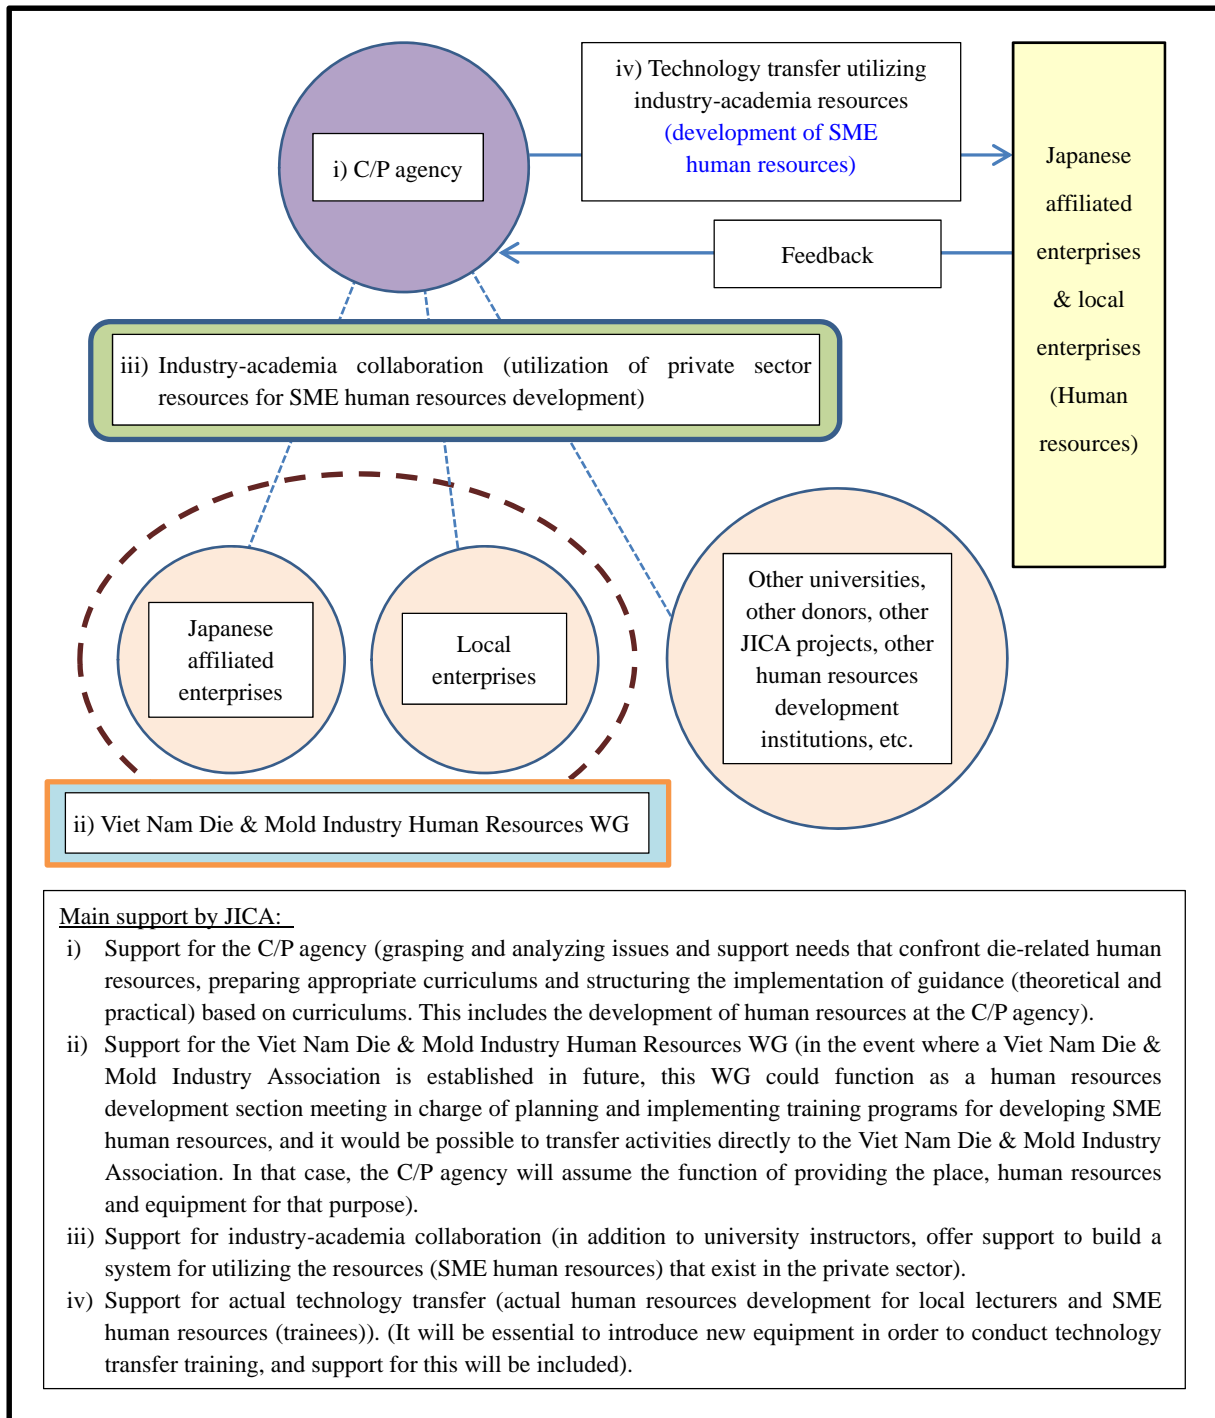 i) C/P agency
iv) Technology transfer utilizing
industry-academia resources
(development of SME
human resources)
Feedback
Japanese
affiliated
enterprises
& local
enterprises
(Human
resources)
iii) Industry-academia collaboration (utilization of private sector
resources for SME human resources development)
Japanese
affiliated
enterprises
Local
enterprises
Other universities,
other donors, other
JICA projects, other
human resources
development
institutions, etc.
ii) Viet Nam Die & Mold Industry Human Resources WG
Main support by JICA:
i) Support for the C/P agency (grasping and analyzing issues and support needs that confront die-related human
resources, preparing appropriate curriculums and structuring the implementation of guidance (theoretical and
practical) based on curriculums. This includes the development of human resources at the C/P agency).
ii) Support for the Viet Nam Die & Mold Industry Human Resources WG (in the event where a Viet Nam Die &
Mold Industry Association is established in future, this WG could function as a human resources
development section meeting in charge of planning and implementing training programs for developing SME
human resources, and it would be possible to transfer activities directly to the Viet Nam Die & Mold Industry
Association. In that case, the C/P agency will assume the function of providing the place, human resources
and equipment for that purpose).
iii) Support for industry-academia collaboration (in addition to university instructors, offer support to build a
system for utilizing the resources (SME human resources) that exist in the private sector).
iv) Support for actual technology transfer (actual human resources development for local lecturers and SME
human resources (trainees)). (It will be essential to introduce new equipment in order to conduct technology
transfer training, and support for this will be included).